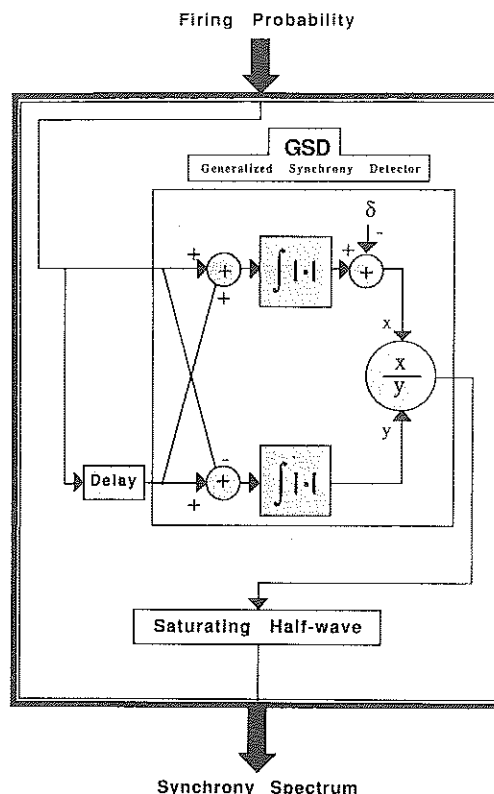 Firing Probability
GSD
Generalized Synchrony Detector
δ
-
+
+
+
∫ |•|
+
+
x
x
y
y
-
Delay
+
+
∫ |•|
Saturating Half-wave
Synchrony Spectrum